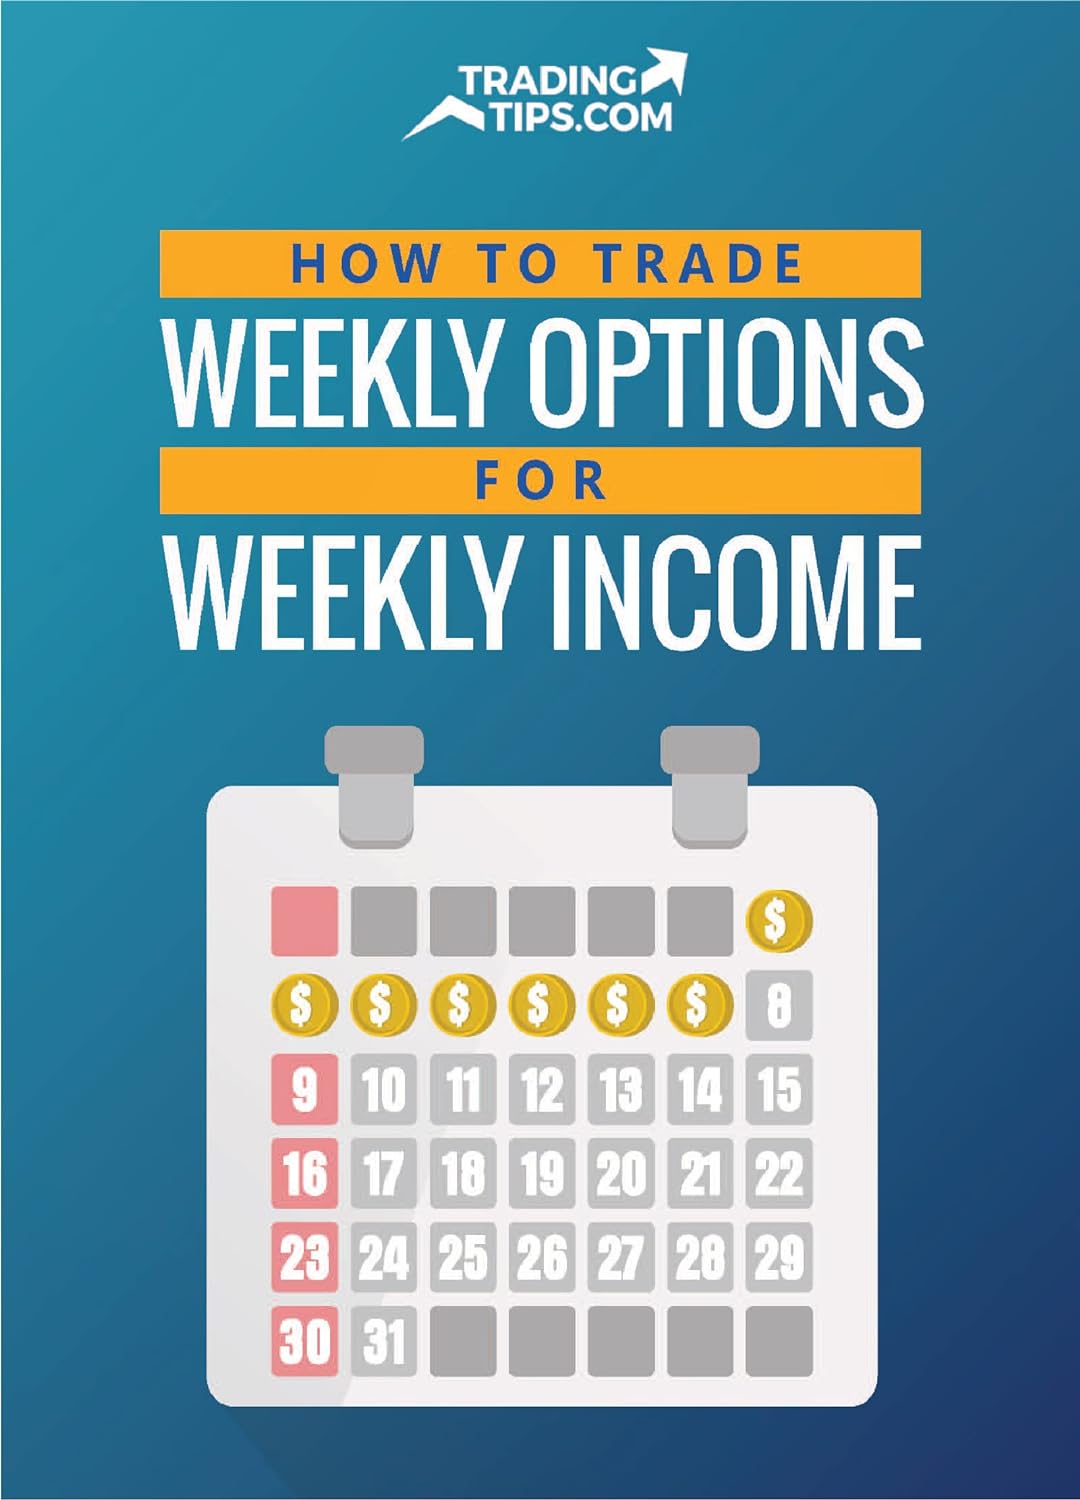 TRADING
TIPS.COM
HOW TO TRADE
WEEKLY OPTIONS
FOR
WEEKLY INCOME
$
$ $ $ $ $ $ 8
9 10 11 12 13 14 15
16 17 18 19 20 21 22
23 24 25 26 27 28 29
30 31